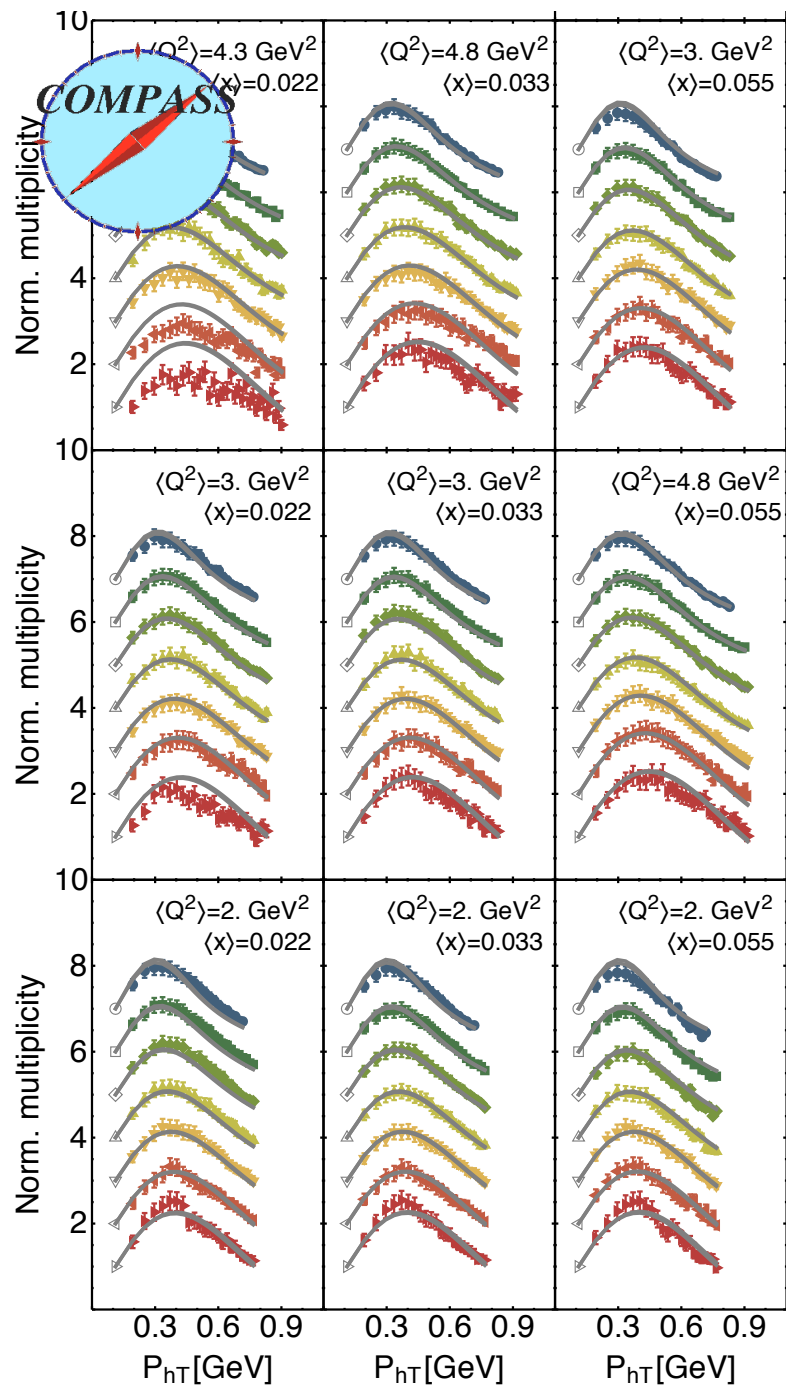 10
⟨Q²⟩=4.3 GeV²
⟨x⟩=0.022
⟨Q²⟩=4.8 GeV²
⟨x⟩=0.033
⟨Q²⟩=3. GeV²
⟨x⟩=0.055
COMPASS
Norm. multiplicity
4
2
10
⟨Q²⟩=3. GeV²
⟨x⟩=0.022
⟨Q²⟩=3. GeV²
⟨x⟩=0.033
⟨Q²⟩=4.8 GeV²
⟨x⟩=0.055
Norm. multiplicity
8
6
4
2
10
⟨Q²⟩=2. GeV²
⟨x⟩=0.022
⟨Q²⟩=2. GeV²
⟨x⟩=0.033
⟨Q²⟩=2. GeV²
⟨x⟩=0.055
Norm. multiplicity
8
6
4
2
0.3 0.6 0.9 0.3 0.6 0.9 0.3 0.6 0.9
P_hT[GeV] P_hT[GeV] P_hT[GeV]